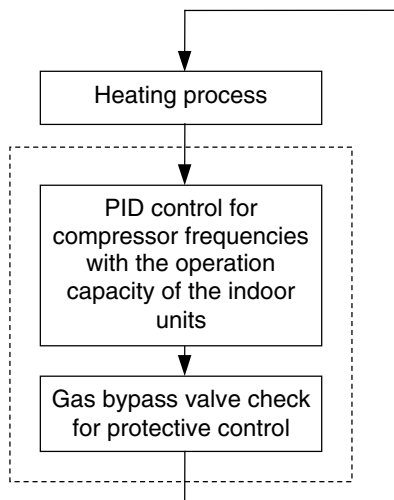 Heating process
PID control for
compressor frequencies
with the operation
capacity of the indoor
units
Gas bypass valve check
for protective control